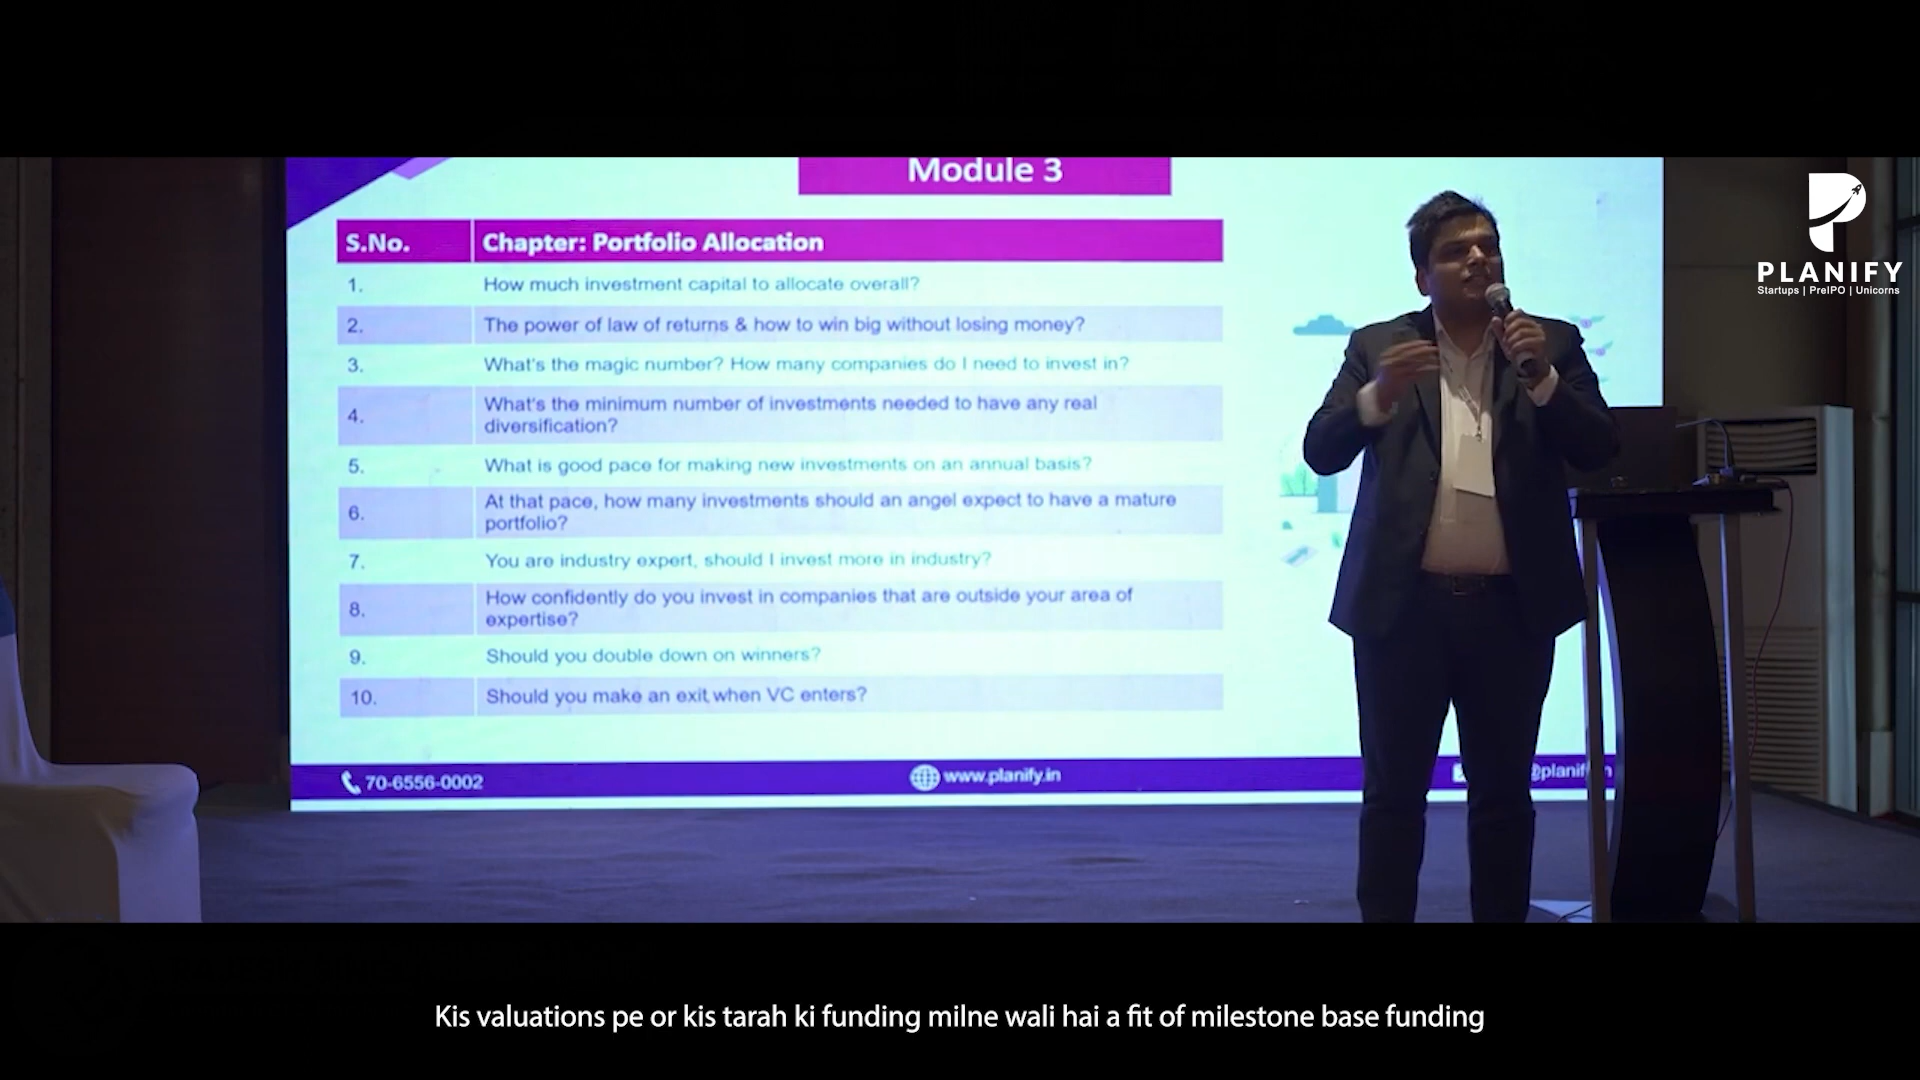 Module 3
S.No. Chapter: Portfolio Allocation
1. How much investment capital to allocate overall?
2. The power of law of returns & how to win big without losing money?
3. What's the magic number? How many companies do I need to invest in?
4. What's the minimum number of investments needed to have any real
diversification?
5. What is good pace for making new investments on an annual basis?
6. At that pace, how many investments should an angel expect to have a mature
portfolio?
7. You are industry expert, should I invest more in industry?
8. How confidently do you invest in companies that are outside your area of
expertise?
9. Should you double down on winners?
10. Should you make an exit when VC enters?
70-6556-0002
www.planify.in
PLANIFY
Startups | PreIPO | Unicorns
Kis valuations pe or kis tarah ki funding milne wali hai a fit of milestone base funding